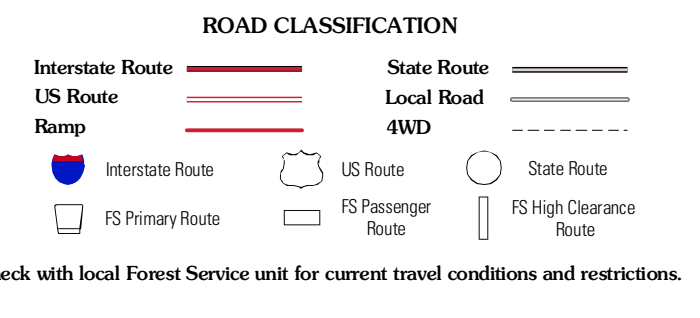 ROAD CLASSIFICATION
Interstate Route
State Route
US Route
Local Road
Ramp
4WD
Interstate Route
US Route
State Route
FS Primary Route
FS Passenger
Route
FS High Clearance
Route
with local Forest Service unit for current travel conditions and restrictions.